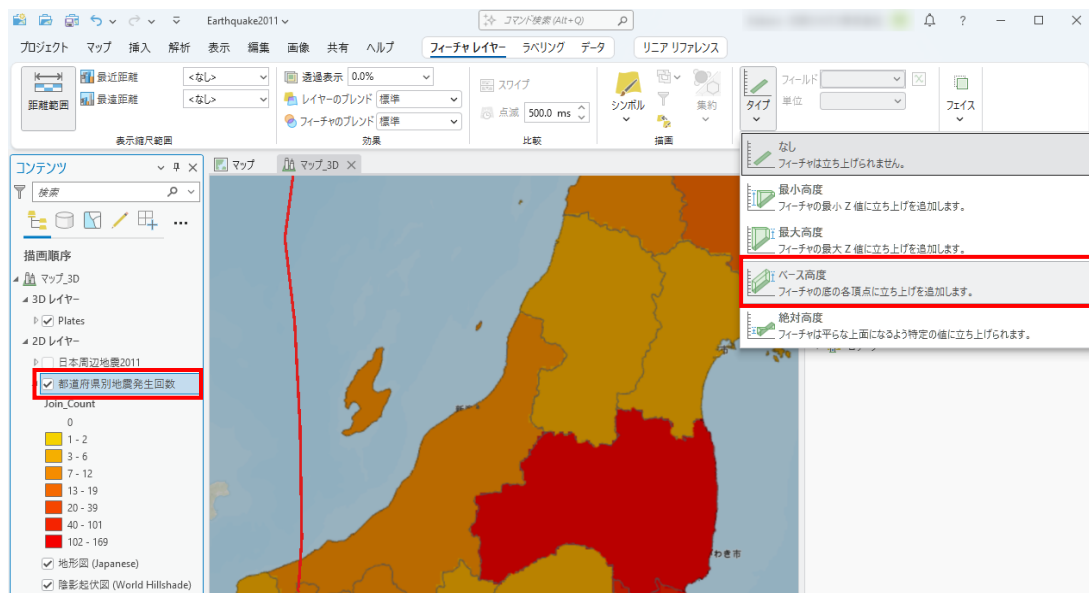 Earthquake2011
コマンド検索 (Alt+Q)
?
プロジェクト マップ 挿入 解析 表示 編集 画像 共有 ヘルプ フィーチャ レイヤー ラベリング データ リニア リファレンス
距離範囲
最近距離 <なし>
最遠距離 <なし>
表示縮尺範囲
透過表示 0.0%
レイヤーのブレンド 標準
フィーチャのブレンド 標準
効果
スワイプ
点滅 500.0 ms
比較
シンボル
集約
描画
タイプ
フィールド
単位
フェイス
なし
フィーチャは立ち上げられません。
最小高度
フィーチャの最小 Z 値に立ち上げを追加します。
最大高度
フィーチャの最大 Z 値に立ち上げを追加します。
ベース高度
フィーチャの底の各頂点に立ち上げを追加します。
絶対高度
フィーチャは平らな上面になるよう特定の値に立ち上げられます。
コンテンツ
検索
描画順序
マップ_3D
3D レイヤー
Plates
2D レイヤー
日本周辺地震2011
都道府県別地震発生回数
Join_Count
0
1 - 2
3 - 6
7 - 12
13 - 19
20 - 39
40 - 101
102 - 169
地形図 (Japanese)
陰影起伏図 (World Hillshade)
マップ
マップ_3D
わき市